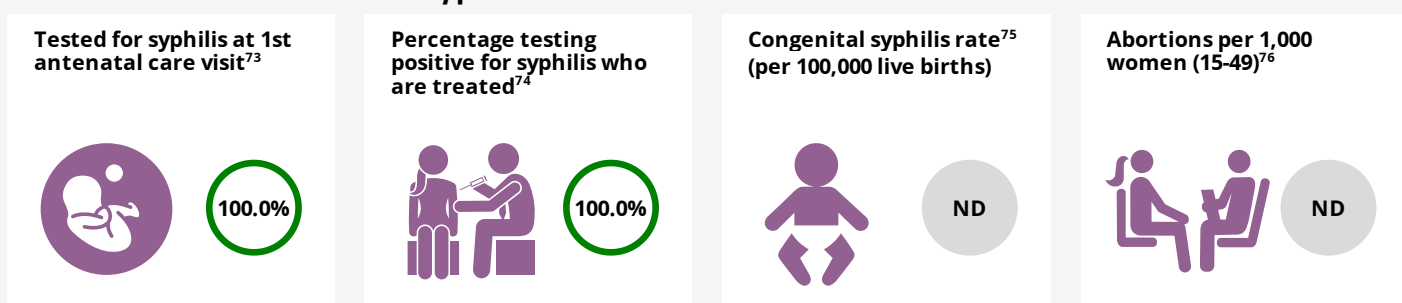 Tested for syphilis at 1st
antenatal care visit73
100.0%
Percentage testing
positive for syphilis who
are treated74
100.0%
Congenital syphilis rate75
(per 100,000 live births)
ND
Abortions per 1,000
women (15-49)76
ND